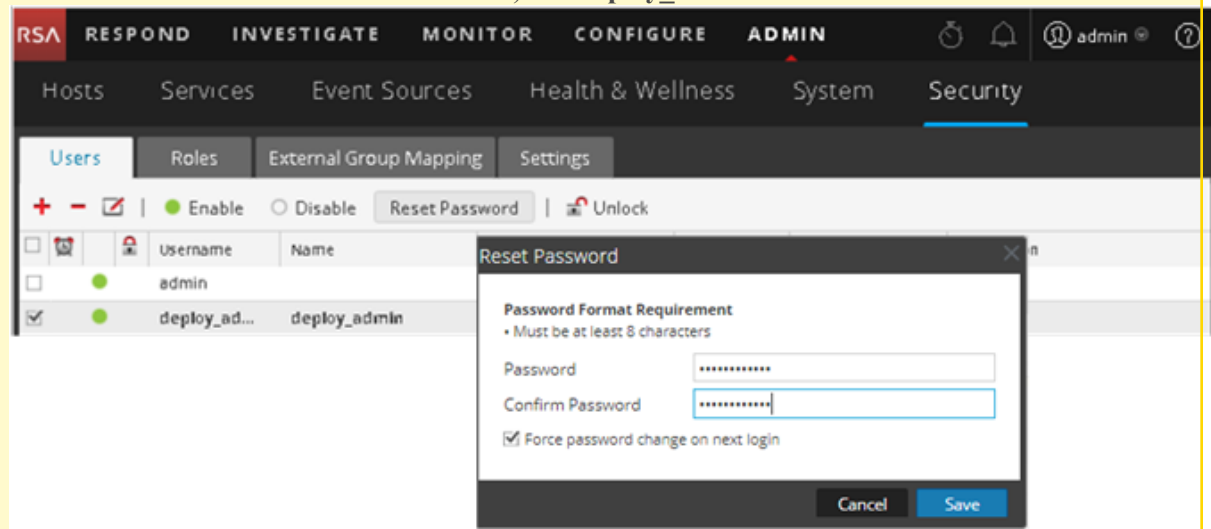 RSA RESPOND INVESTIGATE MONITOR CONFIGURE ADMIN admin ?
Hosts Services Event Sources Health & Wellness System Security
Users Roles External Group Mapping Settings
Enable Disable Reset Password Unlock
Username Name
admin
deploy_ad... deploy_admin
Reset Password
Password Format Requirement
• Must be at least 8 characters
Password ••••••••••••
Confirm Password ••••••••••••
Force password change on next login
Cancel Save